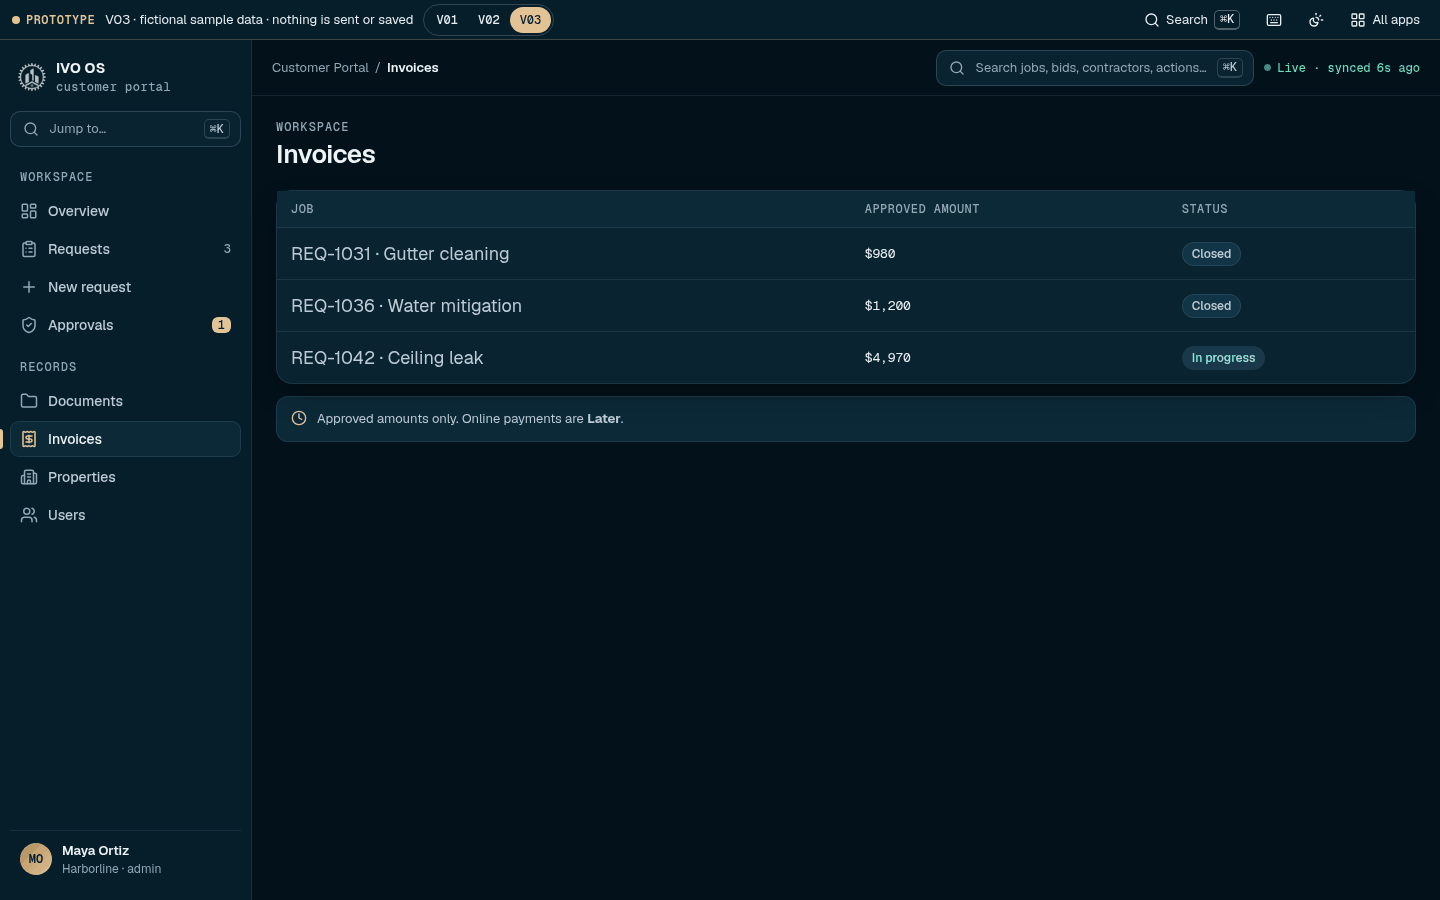 PROTOTYPE V03 · fictional sample data · nothing is sent or saved V01 V02 V03 Search ⌘K All apps
IVO OS
customer portal
Jump to... ⌘K
WORKSPACE
Overview
Requests 3
New request
Approvals 1
RECORDS
Documents
Invoices
Properties
Users
MO Maya Ortiz
Harborline · admin
Customer Portal / Invoices Search jobs, bids, contractors, actions... ⌘K Live · synced 6s ago
WORKSPACE
Invoices
JOB APPROVED AMOUNT STATUS
REQ-1031 · Gutter cleaning $980 Closed
REQ-1036 · Water mitigation $1,200 Closed
REQ-1042 · Ceiling leak $4,970 In progress
Approved amounts only. Online payments are Later.